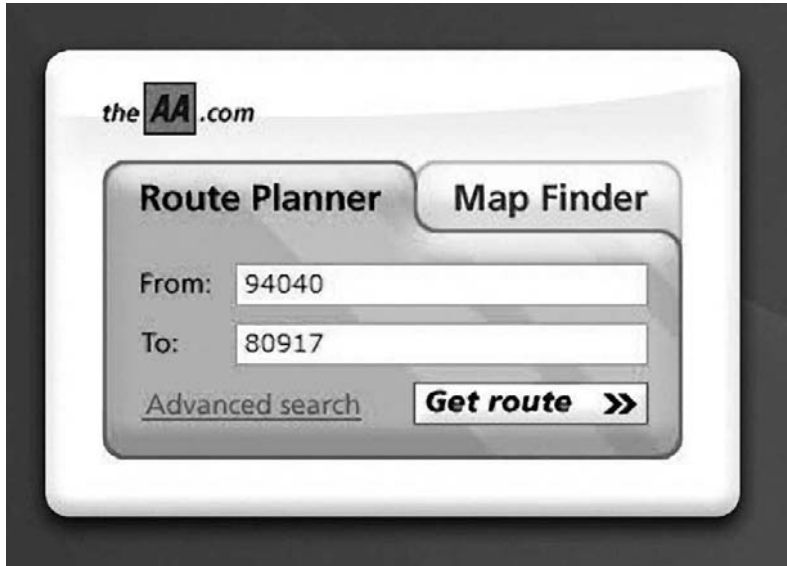 the AA .com
Route Planner Map Finder
From: 94040
To: 80917
Advanced search Get route »